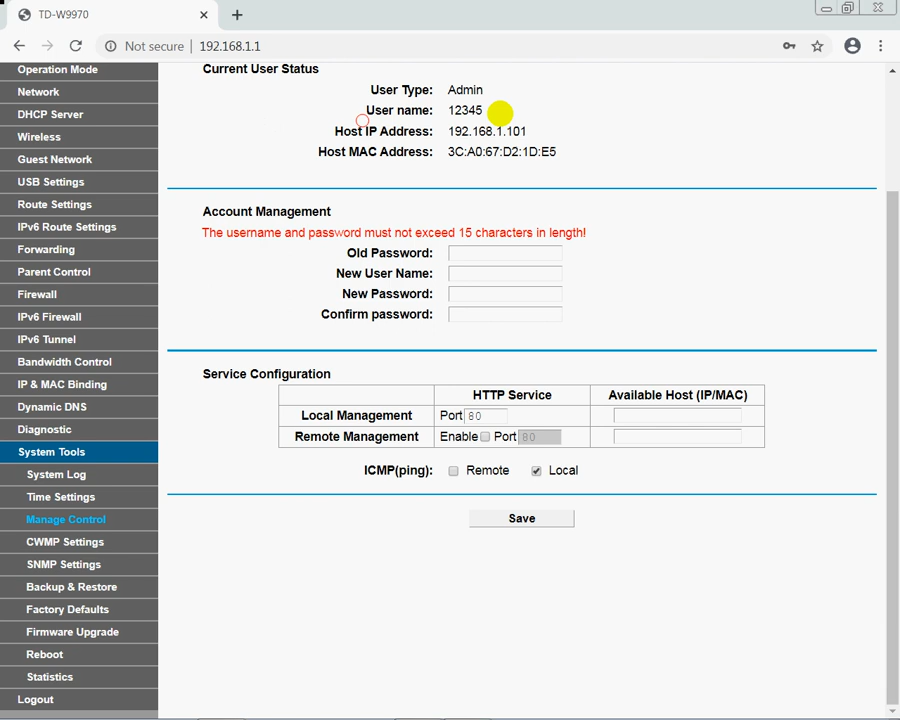 TD-W9970
Not secure | 192.168.1.1
Operation Mode
Network
DHCP Server
Wireless
Guest Network
USB Settings
Route Settings
IPv6 Route Settings
Forwarding
Parent Control
Firewall
IPv6 Firewall
IPv6 Tunnel
Bandwidth Control
IP & MAC Binding
Dynamic DNS
Diagnostic
System Tools
System Log
Time Settings
Manage Control
CWMP Settings
SNMP Settings
Backup & Restore
Factory Defaults
Firmware Upgrade
Reboot
Statistics
Logout
Current User Status
User Type: Admin
User name: 12345
Host IP Address: 192.168.1.101
Host MAC Address: 3C:A0:67:D2:1D:E5
Account Management
The username and password must not exceed 15 characters in length!
Old Password:
New User Name:
New Password:
Confirm password:
Service Configuration
HTTP Service Available Host (IP/MAC)
Local Management Port 80
Remote Management Enable Port 80
ICMP(ping): Remote Local
Save